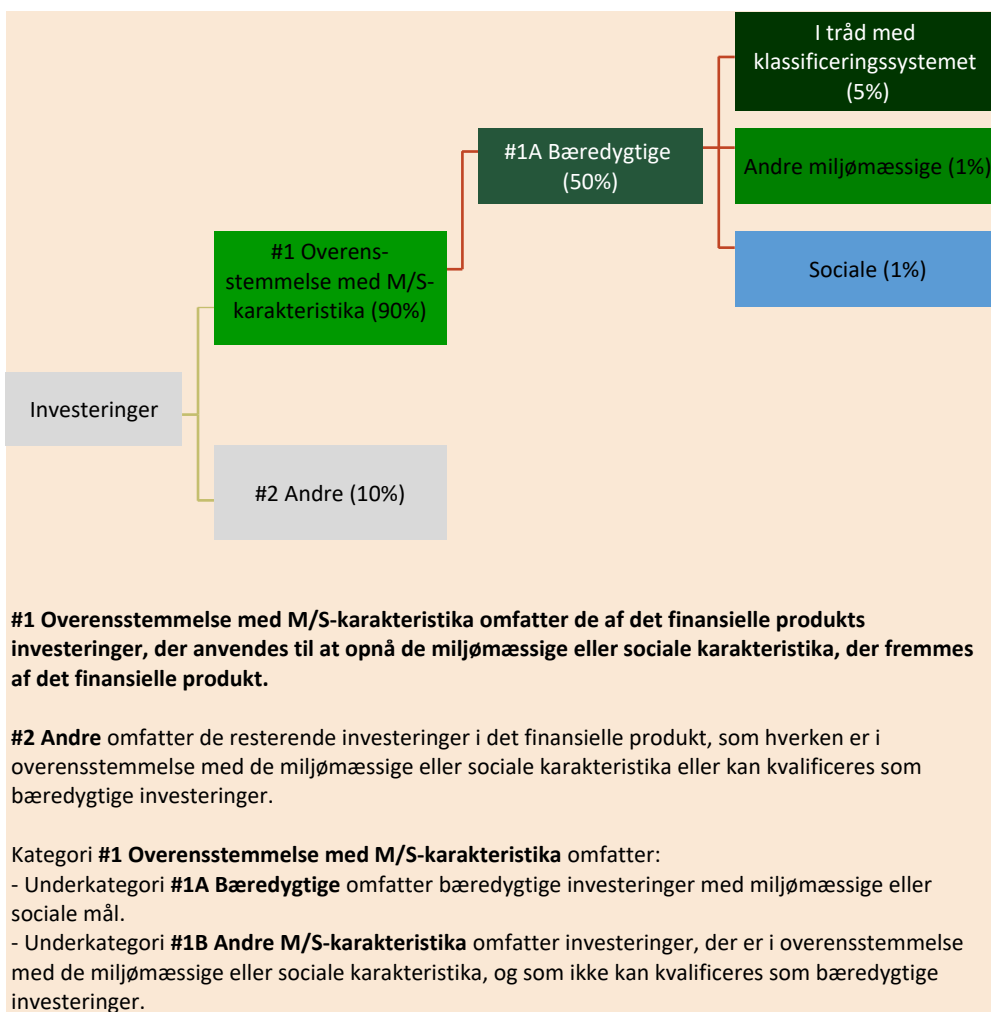 I tråd med
klassificeringssystemet
(5%)
#1A Bæredygtige
(50%)
Andre miljømæssige (1%)
Sociale (1%)
#1 Overens-
stemmelse med M/S-
karakteristika (90%)
Investeringer
#2 Andre (10%)
#1 Overensstemmelse med M/S-karakteristika omfatter de af det finansielle produkts
investeringer, der anvendes til at opnå de miljømæssige eller sociale karakteristika, der fremmes
af det finansielle produkt.
#2 Andre omfatter de resterende investeringer i det finansielle produkt, som hverken er i
overensstemmelse med de miljømæssige eller sociale karakteristika eller kan kvalificeres som
bæredygtige investeringer.
Kategori #1 Overensstemmelse med M/S-karakteristika omfatter:
- Underkategori #1A Bæredygtige omfatter bæredygtige investeringer med miljømæssige eller
sociale mål.
- Underkategori #1B Andre M/S-karakteristika omfatter investeringer, der er i overensstemmelse
med de miljømæssige eller sociale karakteristika, og som ikke kan kvalificeres som bæredygtige
investeringer.